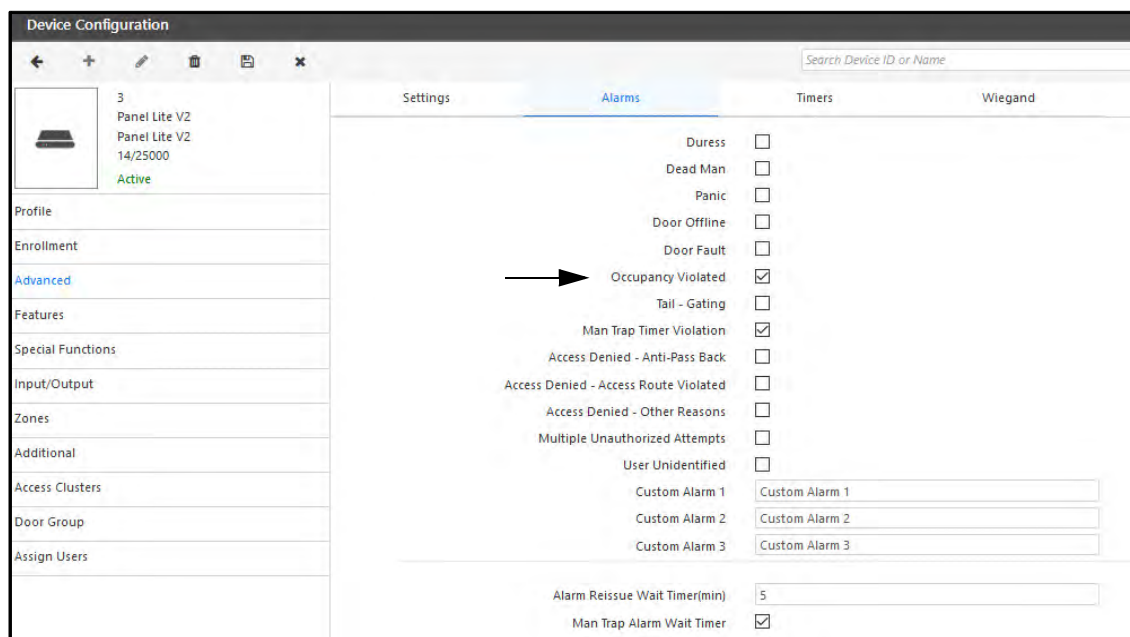 Device Configuration
Search Device ID or Name
3
Panel Lite V2
Panel Lite V2
14/25000
Active
Profile
Enrollment
Advanced
Features
Special Functions
Input/Output
Zones
Additional
Access Clusters
Door Group
Assign Users
Settings Alarms Timers Wiegand
Duress
Dead Man
Panic
Door Offline
Door Fault
Occupancy Violated
Tail - Gating
Man Trap Timer Violation
Access Denied - Anti-Pass Back
Access Denied - Access Route Violated
Access Denied - Other Reasons
Multiple Unauthorized Attempts
User Unidentified
Custom Alarm 1 Custom Alarm 1
Custom Alarm 2 Custom Alarm 2
Custom Alarm 3 Custom Alarm 3
Alarm Reissue Wait Timer(min) 5
Man Trap Alarm Wait Timer